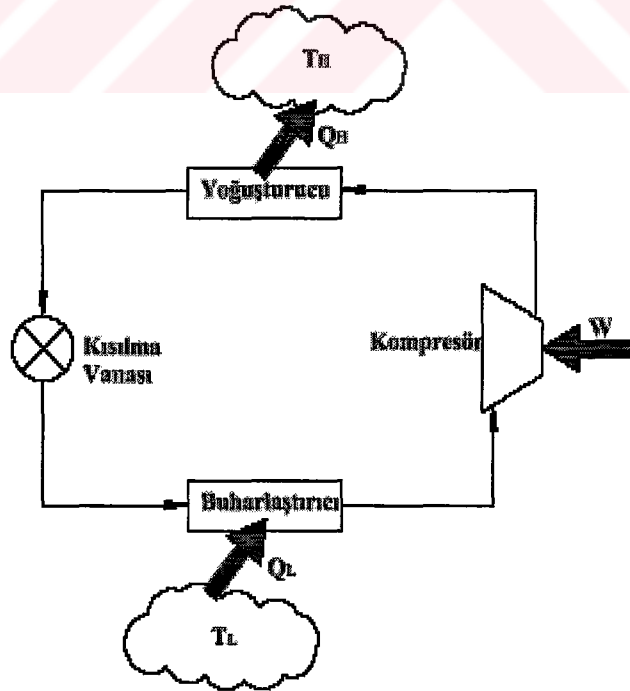 T_H
Q_H
Yoğuşturucu
Kısılma
Vanası
Kompresör
W
Buharlaştırıcı
Q_L
T_L